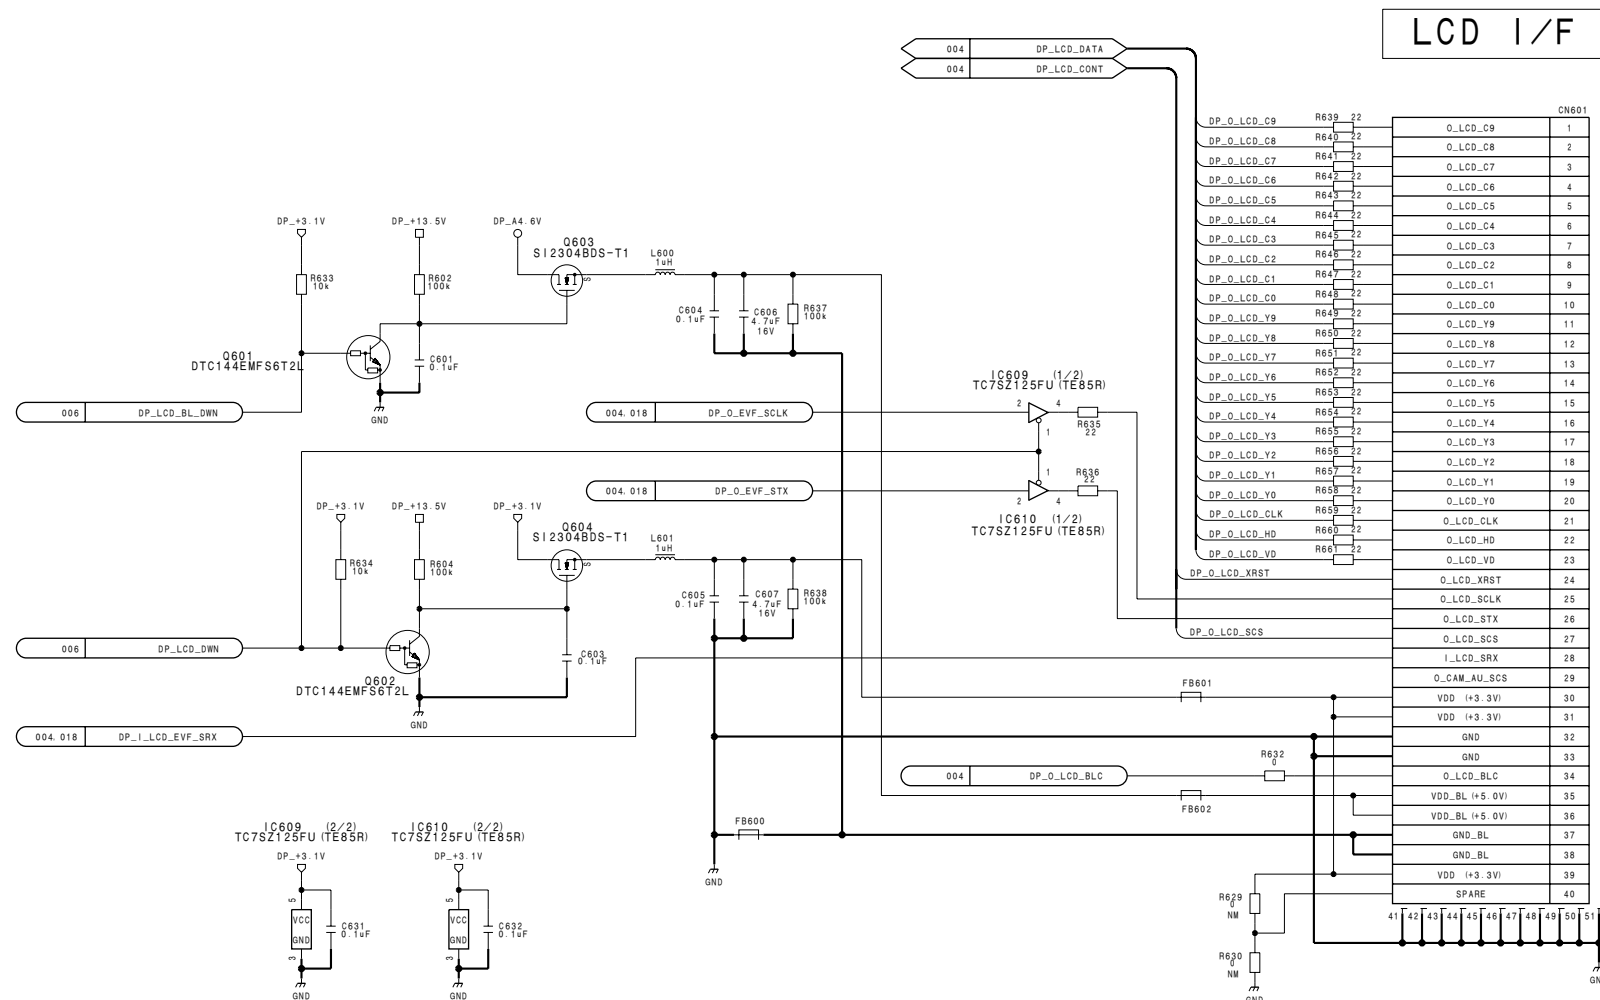 LCD I/F
004 DP_LCD_DATA
004 DP_LCD_CONT
CN601
DP_O_LCD_C9 R639 22 O_LCD_C9 1
DP_O_LCD_C8 R640 22 O_LCD_C8 2
DP_O_LCD_C7 R641 22 O_LCD_C7 3
DP_O_LCD_C6 R642 22 O_LCD_C6 4
DP_O_LCD_C5 R643 22 O_LCD_C5 5
DP_O_LCD_C4 R644 22 O_LCD_C4 6
DP_O_LCD_C3 R645 22 O_LCD_C3 7
DP_O_LCD_C2 R646 22 O_LCD_C2 8
DP_O_LCD_C1 R647 22 O_LCD_C1 9
DP_O_LCD_C0 R648 22 O_LCD_C0 10
DP_O_LCD_Y9 R649 22 O_LCD_Y9 11
DP_O_LCD_Y8 R650 22 O_LCD_Y8 12
DP_O_LCD_Y7 R651 22 O_LCD_Y7 13
DP_O_LCD_Y6 R652 22 O_LCD_Y6 14
DP_O_LCD_Y5 R653 22 O_LCD_Y5 15
DP_O_LCD_Y4 R654 22 O_LCD_Y4 16
DP_O_LCD_Y3 R655 22 O_LCD_Y3 17
DP_O_LCD_Y2 R656 22 O_LCD_Y2 18
DP_O_LCD_Y1 R657 22 O_LCD_Y1 19
DP_O_LCD_Y0 R658 22 O_LCD_Y0 20
DP_O_LCD_CLK R659 22 O_LCD_CLK 21
DP_O_LCD_HD R660 22 O_LCD_HD 22
DP_O_LCD_VD R661 22 O_LCD_VD 23
DP_O_LCD_XRST O_LCD_XRST 24
O_LCD_SCLK 25
O_LCD_STX 26
DP_O_LCD_SCS O_LCD_SCS 27
I_LCD_SRX 28
O_CAM_AU_SCS 29
FB601 VDD (+3.3V) 30
VDD (+3.3V) 31
GND 32
GND 33
004 DP_O_LCD_BLC R632 0 O_LCD_BLC 34
FB602 VDD_BL (+5.0V) 35
VDD_BL (+5.0V) 36
FB600 GND_BL 37
GND_BL 38
VDD (+3.3V) 39
SPARE 40
GND
R629
0
NM
R630
0
NM
GND
41 42 43 44 45 46 47 48 49 50 51
DP_+3.1V DP_+13.5V DP_A4.6V
Q603
SI2304BDS-T1
L600
1uH
R633
10k
R602
100k
C604
0.1uF
C606
4.7uF
16V
R637
100k
Q601
DTC144EMFS6T2L
C601
0.1uF
006 DP_LCD_BL_DWN
GND
004.018 DP_O_EVF_SCLK
IC609 (1/2)
TC7SZ125FU(TE85R)
2 4
1
R635
22
004.018 DP_O_EVF_STX
1
2 4
R636
22
IC610 (1/2)
TC7SZ125FU(TE85R)
DP_+3.1V DP_+13.5V DP_+3.1V
Q604
SI2304BDS-T1
L601
1uH
R634
10k
R604
100k
C605
0.1uF
C607
4.7uF
16V
R638
100k
006 DP_LCD_DWN
C603
0.1uF
Q602
DTC144EMFS6T2L
GND
004.018 DP_I_LCD_EVF_SRX
IC609 (2/2)
TC7SZ125FU(TE85R)
DP_+3.1V
5
VCC
GND
3
C631
0.1uF
GND
IC610 (2/2)
TC7SZ125FU(TE85R)
DP_+3.1V
5
VCC
GND
3
C632
0.1uF
GND